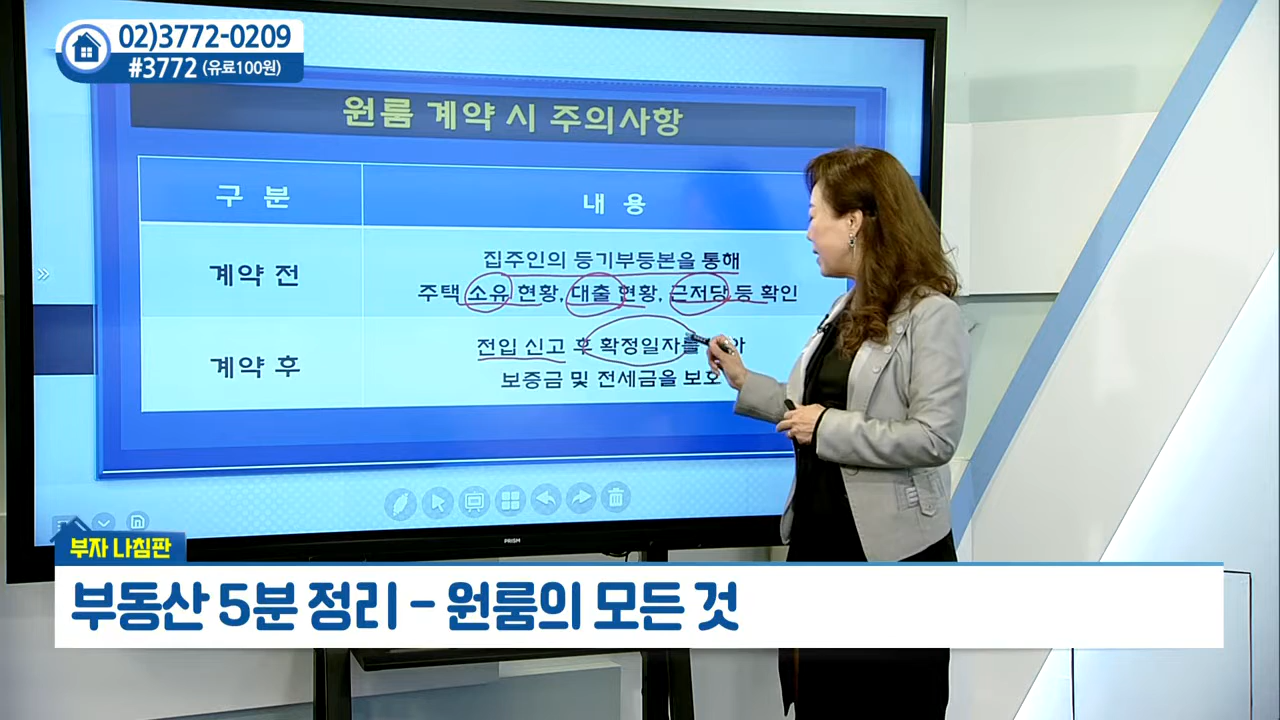 02)3772-0209
#3772 (유료100원)
원룸 계약 시 주의사항
구 분
내 용
계약 전
집주인의 등기부등본을 통해
주택 소유 현황, 대출 현황, 근저당 등 확인
계약 후
전입 신고 후 확정일자를
보증금 및 전세금을 보호
PRISM
부자 나침판
부동산 5분 정리 - 원룸의 모든 것